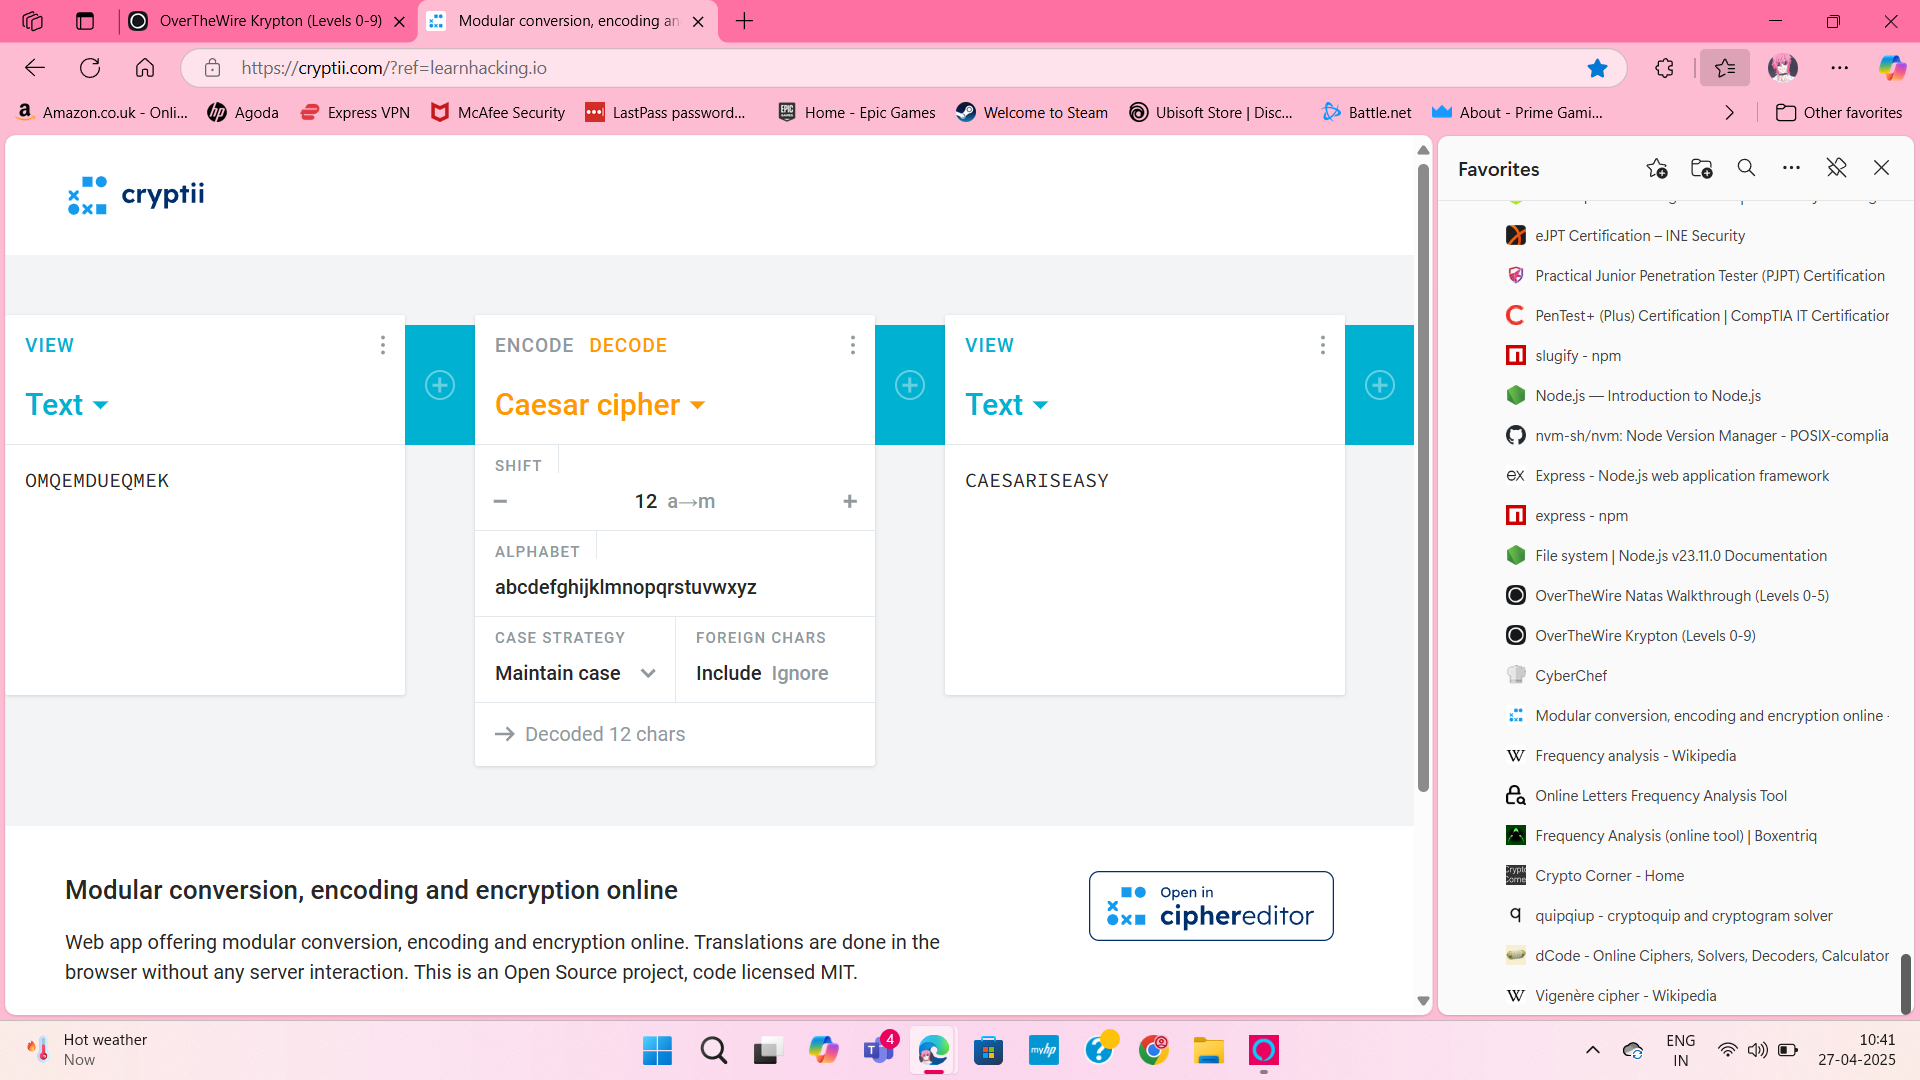 OverTheWire Krypton (Levels 0-9)
Modular conversion, encoding an
https://cryptii.com/?ref=learnhacking.io
Amazon.co.uk - Onli...
Agoda
Express VPN
McAfee Security
LastPass password...
Home - Epic Games
Welcome to Steam
Ubisoft Store | Disc...
Battle.net
About - Prime Gami...
Other favorites
cryptii
VIEW
Text
OMQEMDUEQMEK
ENCODE DECODE
Caesar cipher
SHIFT
− 12 a→m +
ALPHABET
abcdefghijklmnopqrstuvwxyz
CASE STRATEGY
Maintain case
FOREIGN CHARS
Include Ignore
→ Decoded 12 chars
VIEW
Text
CAESARISEASY
Modular conversion, encoding and encryption online
Web app offering modular conversion, encoding and encryption online. Translations are done in the
browser without any server interaction. This is an Open Source project, code licensed MIT.
Open in
ciphereditor
Favorites
eJPT Certification – INE Security
Practical Junior Penetration Tester (PJPT) Certification
PenTest+ (Plus) Certification | CompTIA IT Certification
slugify - npm
Node.js — Introduction to Node.js
nvm-sh/nvm: Node Version Manager - POSIX-complia
ex Express - Node.js web application framework
express - npm
File system | Node.js v23.11.0 Documentation
OverTheWire Natas Walkthrough (Levels 0-5)
OverTheWire Krypton (Levels 0-9)
CyberChef
Modular conversion, encoding and encryption online -
W Frequency analysis - Wikipedia
Online Letters Frequency Analysis Tool
Frequency Analysis (online tool) | Boxentriq
Crypto Corner - Home
q quipqiup - cryptoquip and cryptogram solver
dCode - Online Ciphers, Solvers, Decoders, Calculator
W Vigenère cipher - Wikipedia
Hot weather
Now
4
myhp
ENG
IN
10:41
27-04-2025